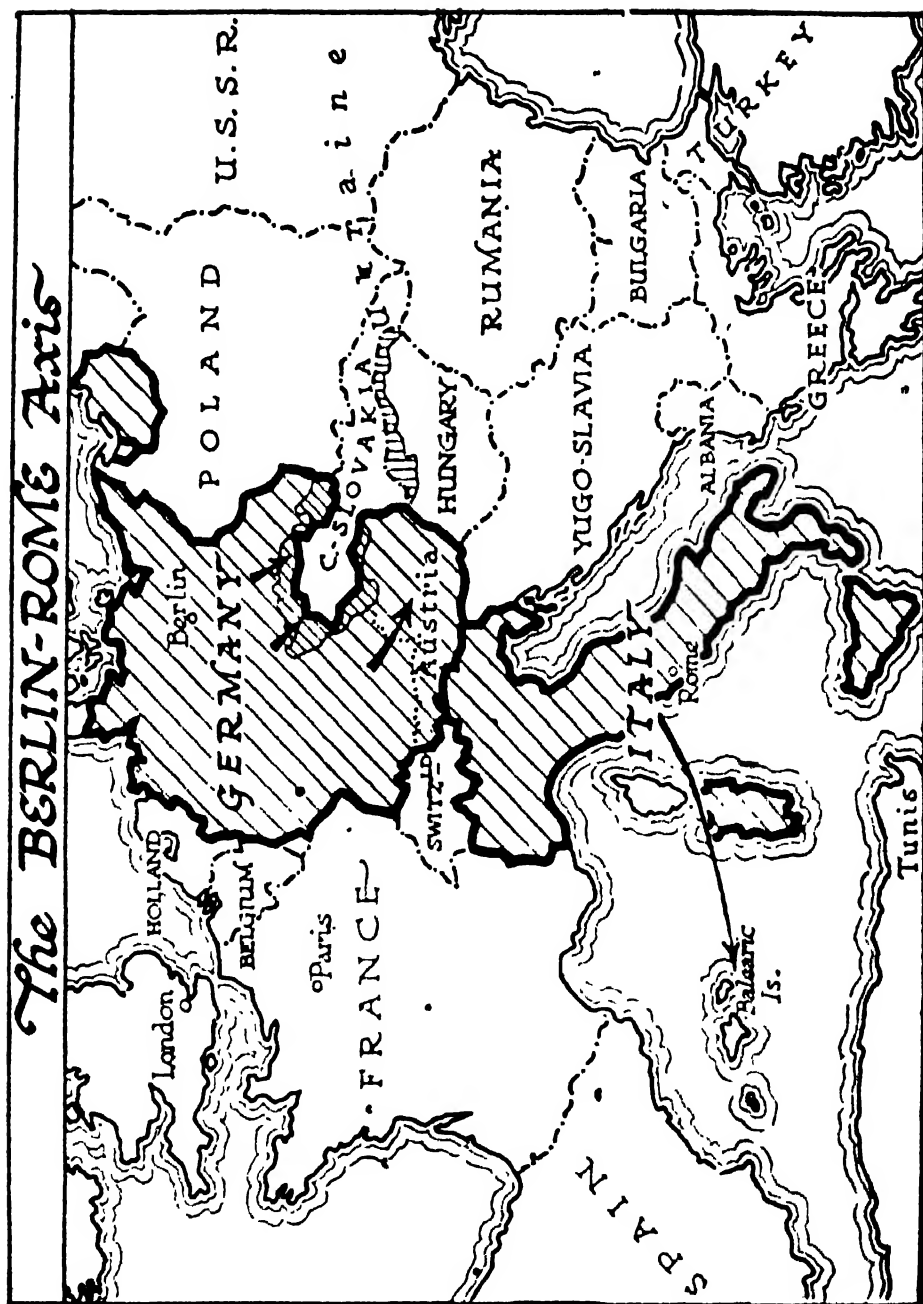 The BERLIN-ROME Axis
U.S.S.R.
POLAND
Ukraine
HOLLAND
London
Berlin
GERMANY
BELGIUM
Paris
C. SLOVAKIA
FRANCE
SWITZ-
LD
Austria
HUNGARY
RUMANIA
YUGO-SLAVIA
BULGARIA
TURKEY
ITALY
Rome
ALBANIA
GREECE
SPAIN
Balearic
Is.
Tunis